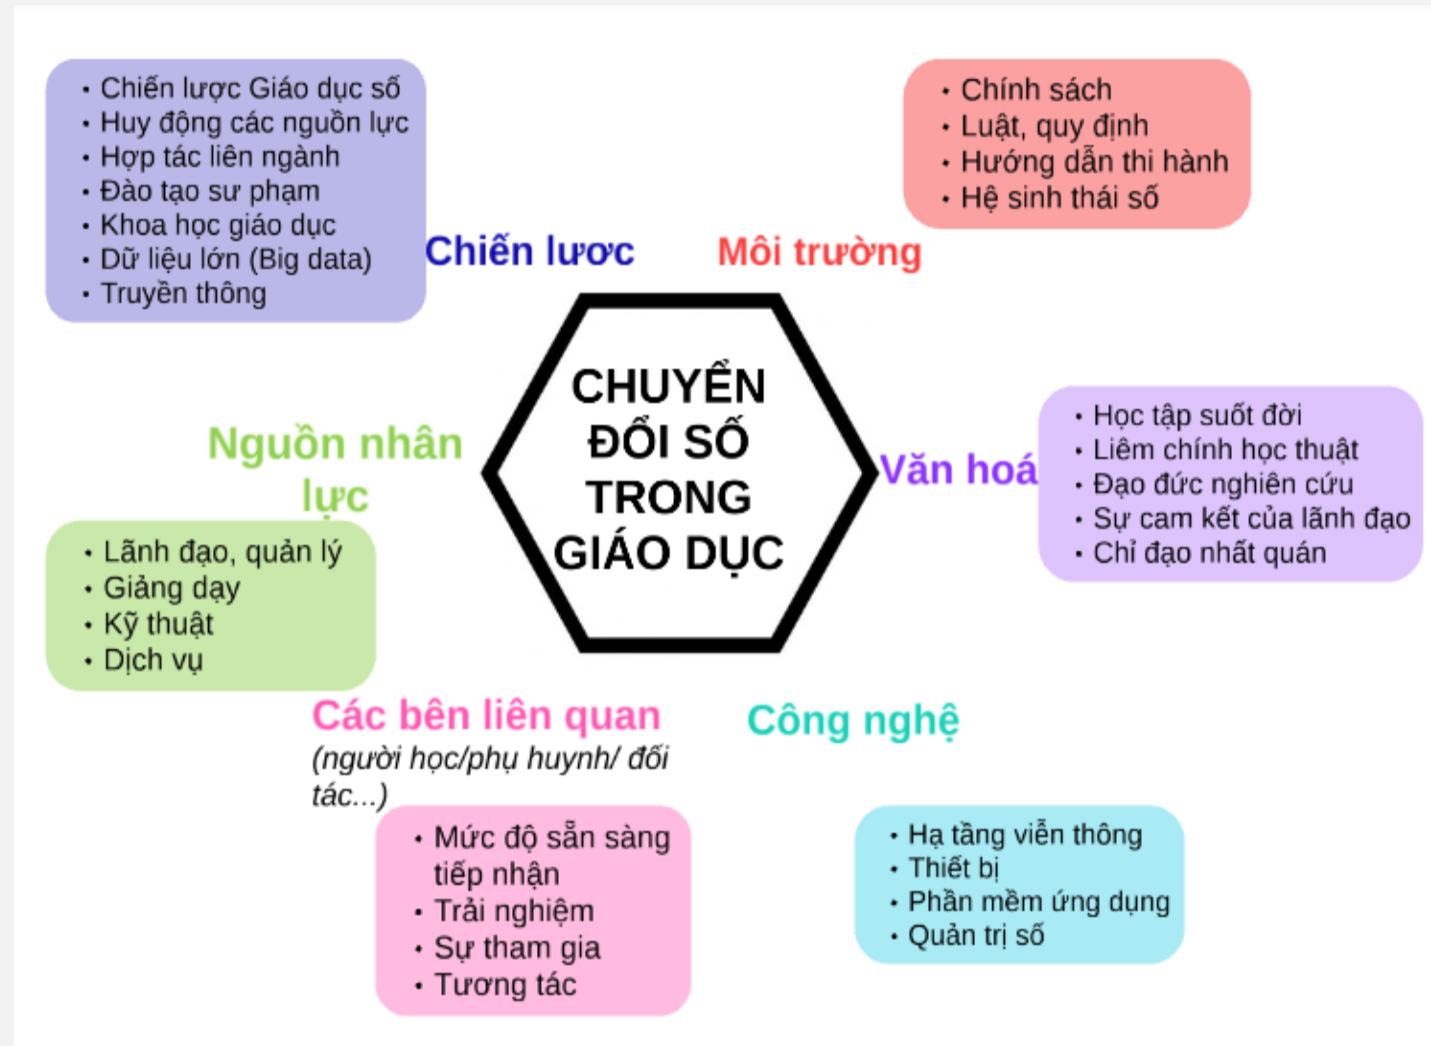 • Chiến lược Giáo dục số
• Huy động các nguồn lực
• Hợp tác liên ngành
• Đào tạo sư phạm
• Khoa học giáo dục
• Dữ liệu lớn (Big data)
• Truyền thông
Chiến lươc
• Chính sách
• Luật, quy định
• Hướng dẫn thi hành
• Hệ sinh thái số
Môi trường
CHUYỂN
ĐỔI SỐ
TRONG
GIÁO DỤC
Nguồn nhân
lực
• Lãnh đạo, quản lý
• Giảng dạy
• Kỹ thuật
• Dịch vụ
Văn hoá
• Học tập suốt đời
• Liêm chính học thuật
• Đạo đức nghiên cứu
• Sự cam kết của lãnh đạo
• Chỉ đạo nhất quán
Các bên liên quan
(người học/phụ huynh/ đối
tác...)
• Mức độ sẵn sàng
tiếp nhận
• Trải nghiệm
• Sự tham gia
• Tương tác
Công nghệ
• Hạ tầng viễn thông
• Thiết bị
• Phần mềm ứng dụng
• Quản trị số